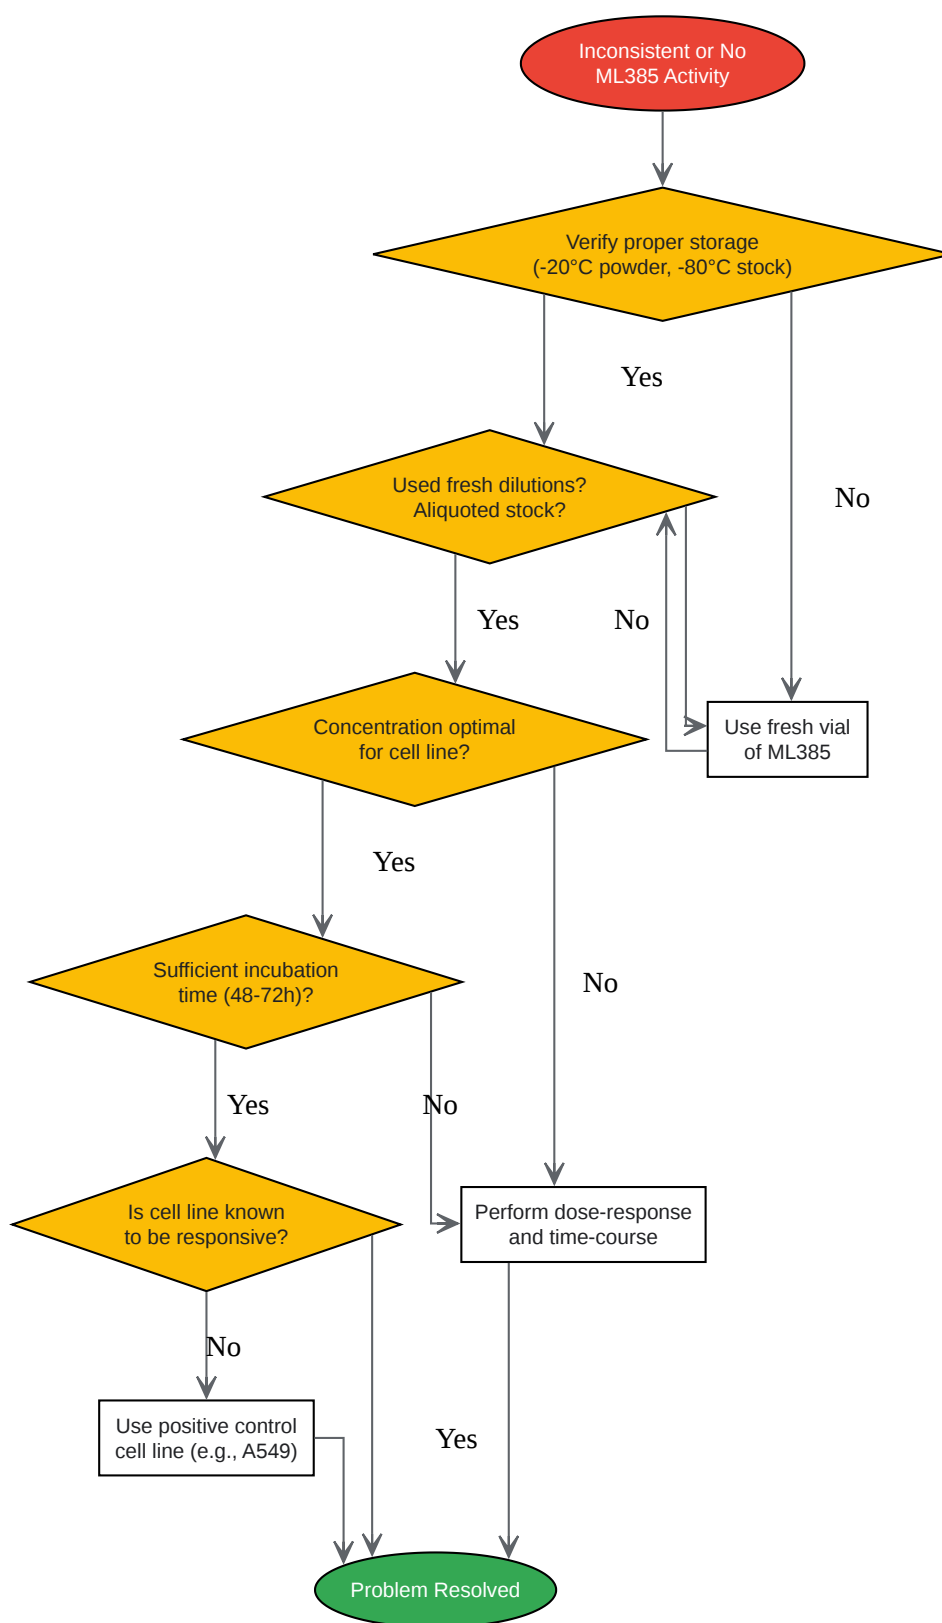 Inconsistent or No
ML385 Activity
Verify proper storage
(-20°C powder, -80°C stock)
Yes
No
Used fresh dilutions?
Aliquoted stock?
Yes
No
Concentration optimal
for cell line?
Use fresh vial
of ML385
Yes
No
Sufficient incubation
time (48-72h)?
Yes
No
Is cell line known
to be responsive?
Perform dose-response
and time-course
No
Use positive control
cell line (e.g., A549)
Yes
Problem Resolved